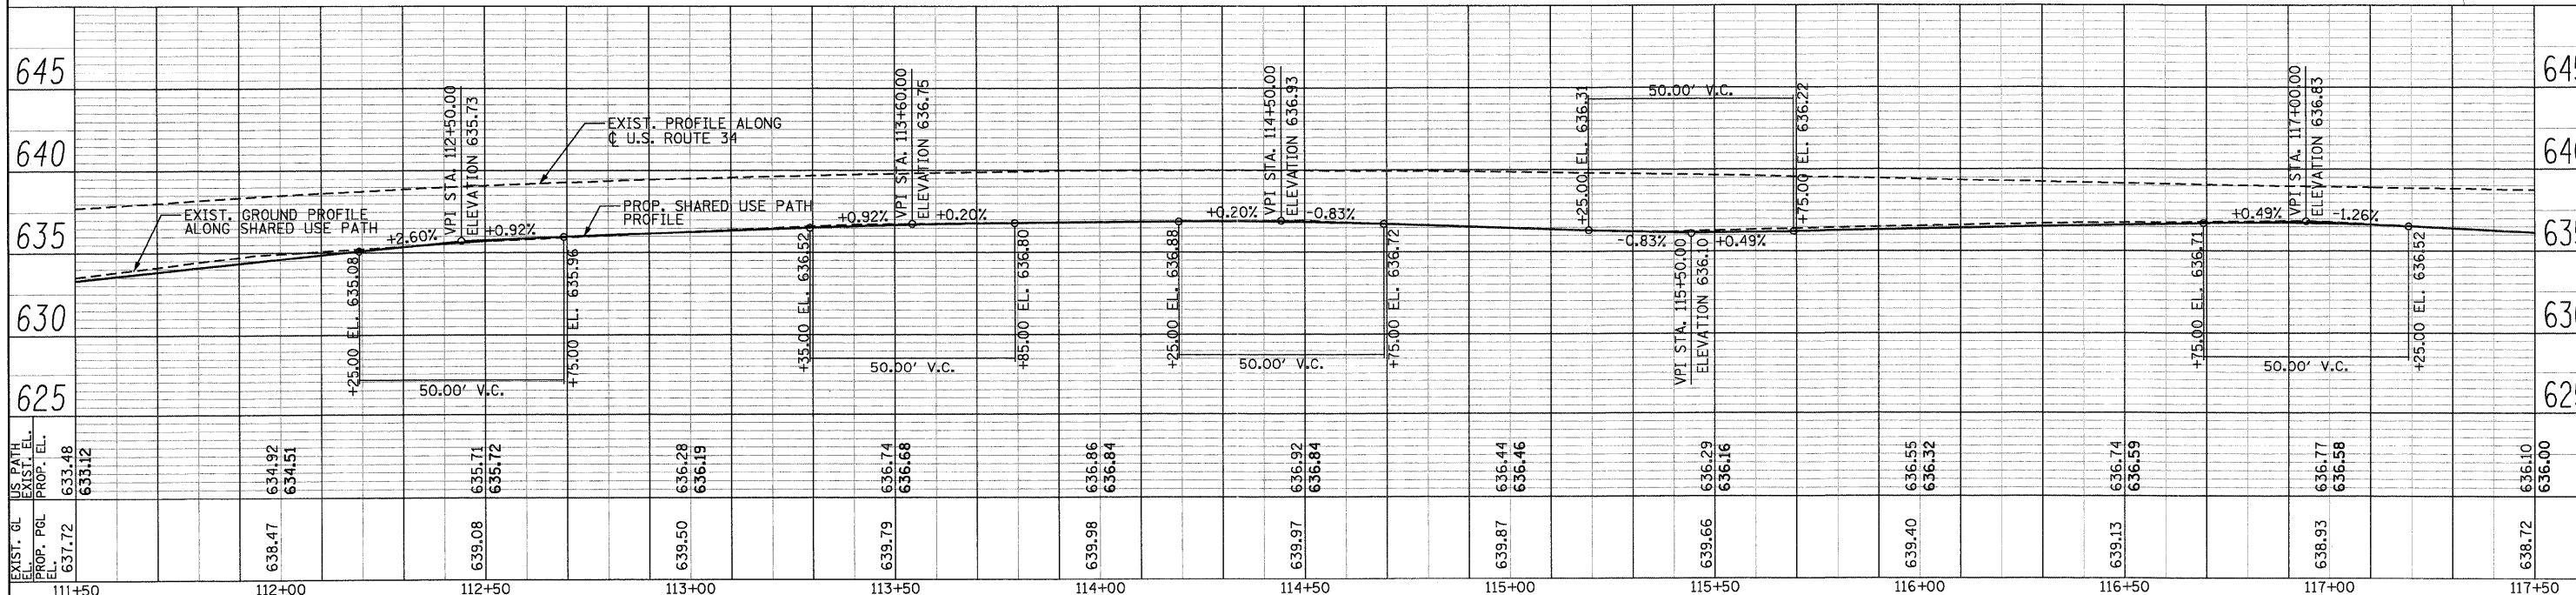 645
640
635
630
625
645
640
635
630
625
EXIST. PROFILE ALONG
℄ U.S. ROUTE 34
EXIST. GROUND PROFILE
ALONG SHARED USE PATH
PROP. SHARED USE PATH
PROFILE
VPI STA. 112+50.00
ELEVATION 635.73
+2.60%
+0.92%
+25.00 EL. 635.08
+75.00 EL. 635.96
50.00' V.C.
VPI STA. 113+60.00
ELEVATION 636.75
+0.92%
+0.20%
+35.00 EL. 636.52
+85.00 EL. 636.80
50.00' V.C.
VPI STA. 114+50.00
ELEVATION 636.93
+0.20%
-0.83%
+25.00 EL. 636.88
+75.00 EL. 636.72
50.00' V.C.
+25.00 EL. 636.31
50.00' V.C.
+75.00 EL. 636.22
-0.83%
+0.49%
VPI STA. 115+50.00
ELEVATION 636.10
VPI STA. 117+00.00
ELEVATION 636.83
+0.49%
-1.26%
+75.00 EL. 636.71
+25.00 EL. 636.52
50.00' V.C.
US PATH
EXIST. EL.
PROP. EL.
633.48
633.12
634.92
634.51
635.71
635.72
636.28
636.19
636.74
636.68
636.86
636.84
636.92
636.84
636.44
636.46
636.29
636.16
636.55
636.32
636.74
636.59
636.77
636.58
636.10
636.00
EXIST. GL
EL.
PROP. PGL
EL.
637.72
638.47
639.08
639.50
639.79
639.98
639.97
639.87
639.66
639.40
639.13
638.93
638.72
111+50
112+00
112+50
113+00
113+50
114+00
114+50
115+00
115+50
116+00
116+50
117+00
117+50